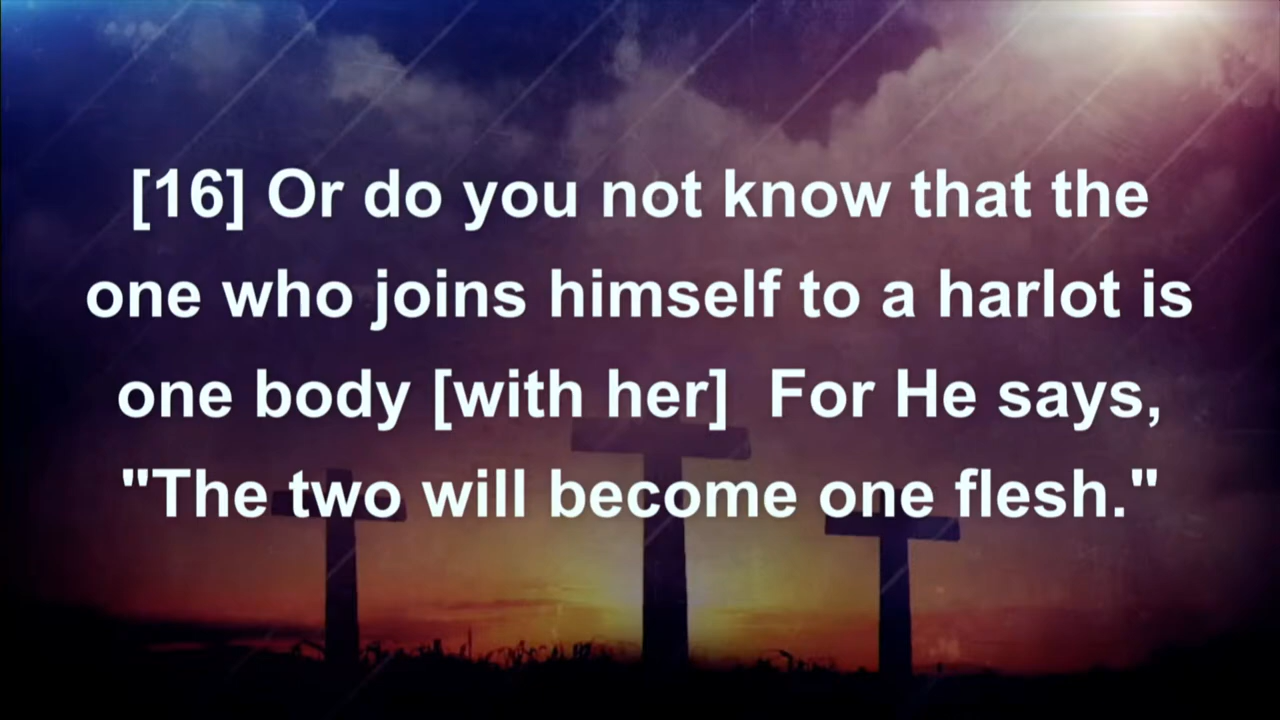 [16] Or do you not know that the
one who joins himself to a harlot is
one body [with her]  For He says,
"The two will become one flesh."